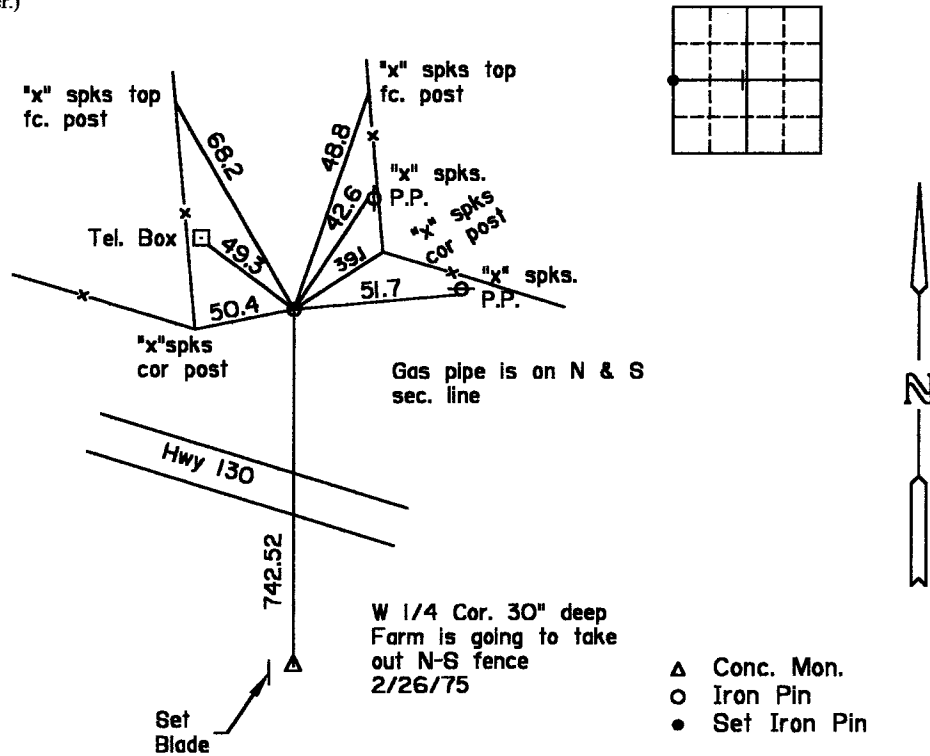 er.)
"x" spks top
fc. post
"x" spks top
fc. post
68.2
48.8
"x" spks.
P.P.
42.6
"x" spks
cor post
Tel. Box
49.3
39.1
"x" spks.
P.P.
51.7
50.4
"x"spks
cor post
Gas pipe is on N & S
sec. line
N
Hwy 130
742.52
W 1/4 Cor. 30" deep
Farm is going to take
out N-S fence
2/26/75
Set
Blade
Conc. Mon.
Iron Pin
Set Iron Pin